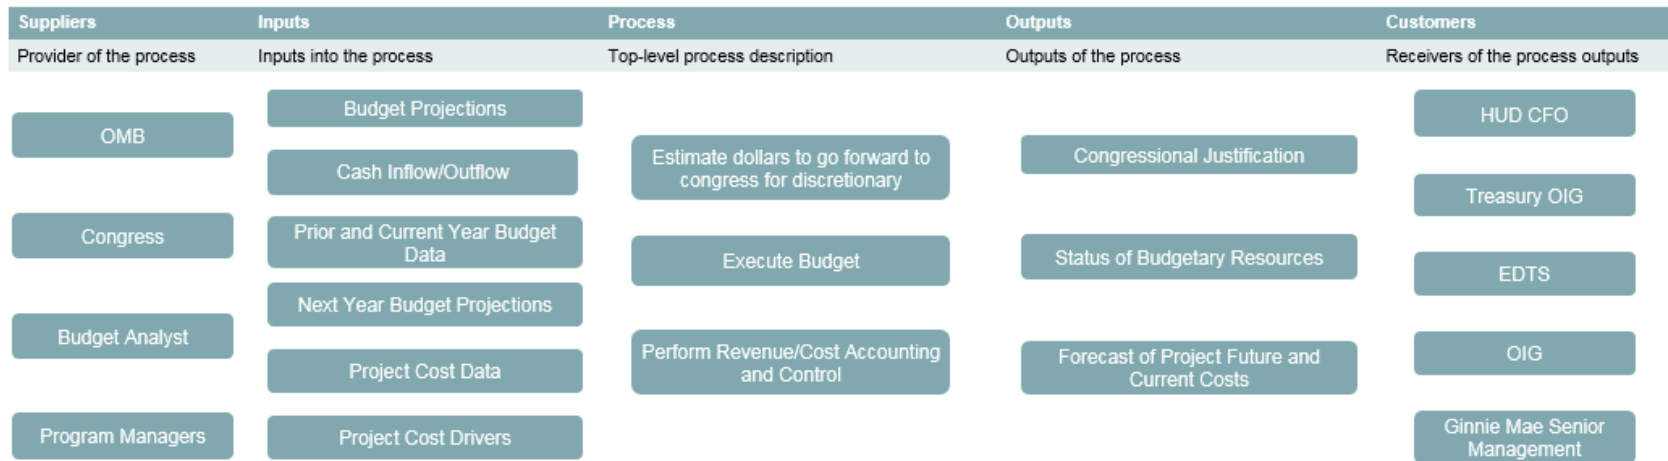 Suppliers
Inputs
Process
Outputs
Customers
Provider of the process
Inputs into the process
Top-level process description
Outputs of the process
Receivers of the process outputs
OMB
Congress
Budget Analyst
Program Managers
Budget Projections
Cash Inflow/Outflow
Prior and Current Year Budget
Data
Next Year Budget Projections
Project Cost Data
Project Cost Drivers
Estimate dollars to go forward to
congress for discretionary
Execute Budget
Perform Revenue/Cost Accounting
and Control
Congressional Justification
Status of Budgetary Resources
Forecast of Project Future and
Current Costs
HUD CFO
Treasury OIG
EDTS
OIG
Ginnie Mae Senior
Management